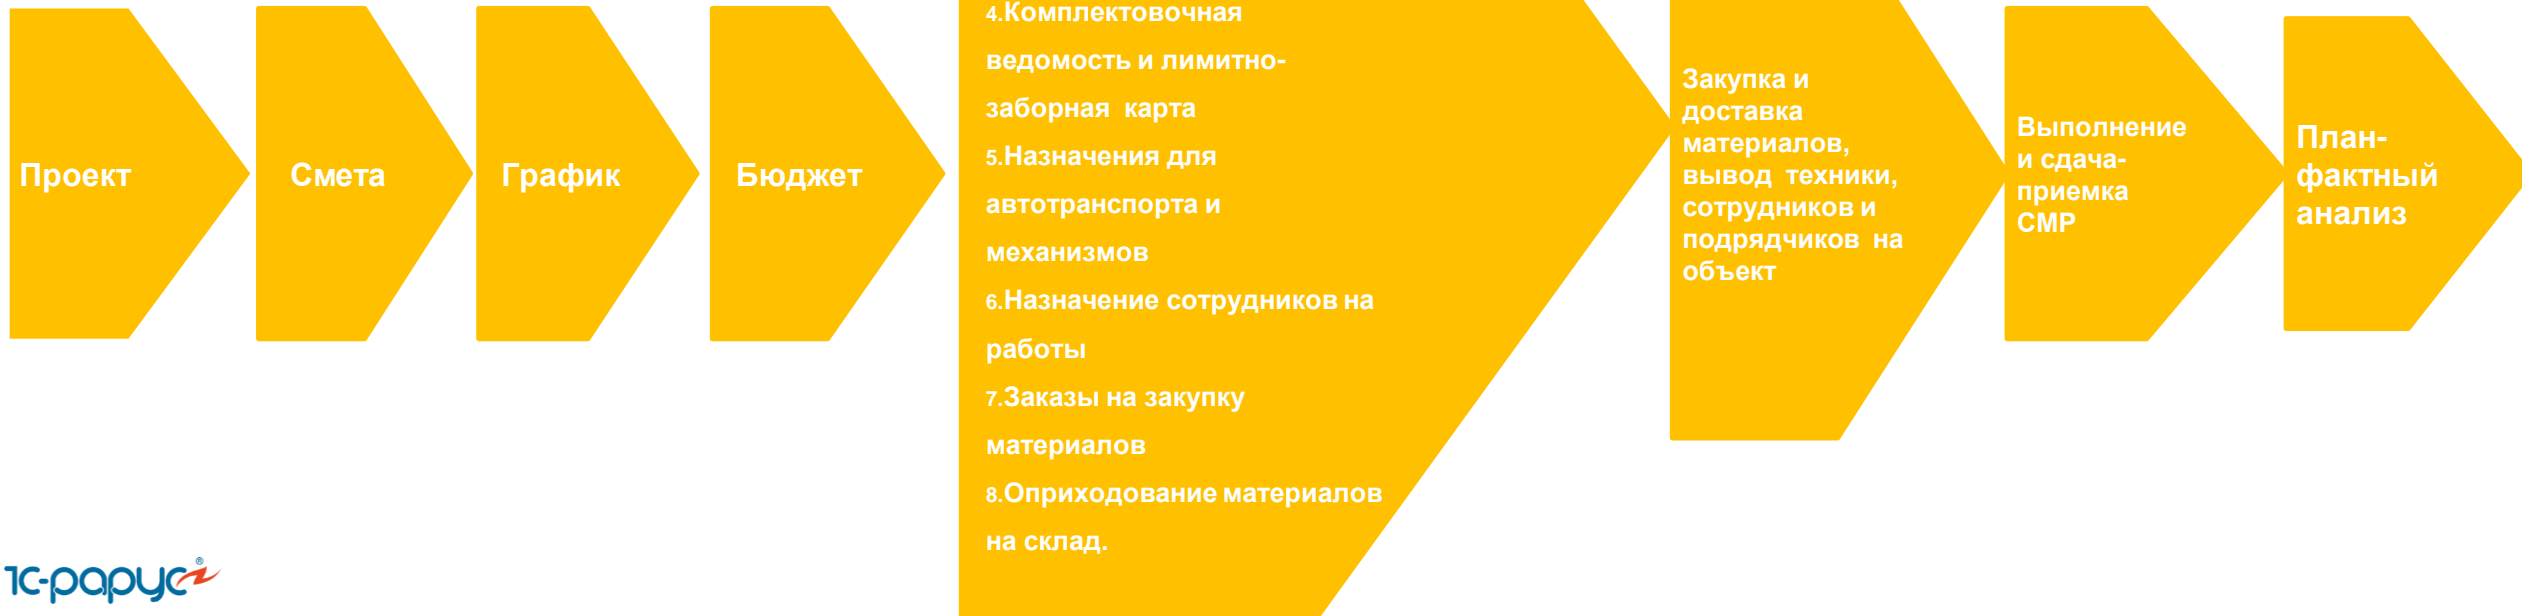 Проект
Смета
График
Бюджет
4.Комплектовочная
ведомость и лимитно-
заборная карта
5.Назначения для
автотранспорта и
механизмов
6.Назначение сотрудников на
работы
7.Заказы на закупку
материалов
8.Оприходование материалов
на склад.
Закупка и
доставка
материалов,
вывод техники,
сотрудников и
подрядчиков на
объект
Выполнение
и сдача-
приемка
СМР
План-
фактный
анализ
1С-рарус®